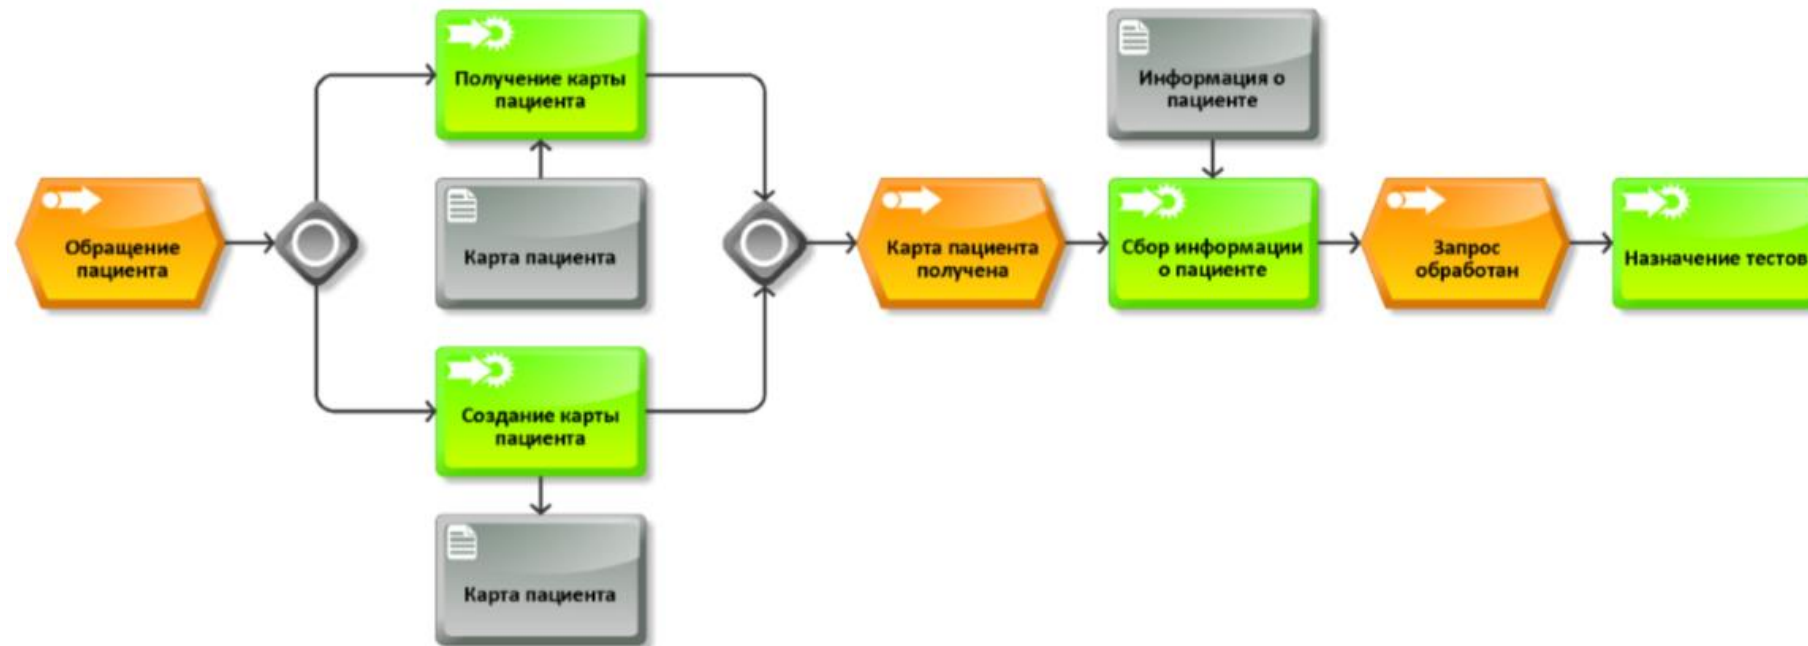 Получение карты
пациента
Информация о
пациенте
Обращение
пациента
Карта пациента
Карта пациента
получена
Сбор информации
о пациенте
Запрос
обработан
Назначение тестов
Создание карты
пациента
Карта пациента